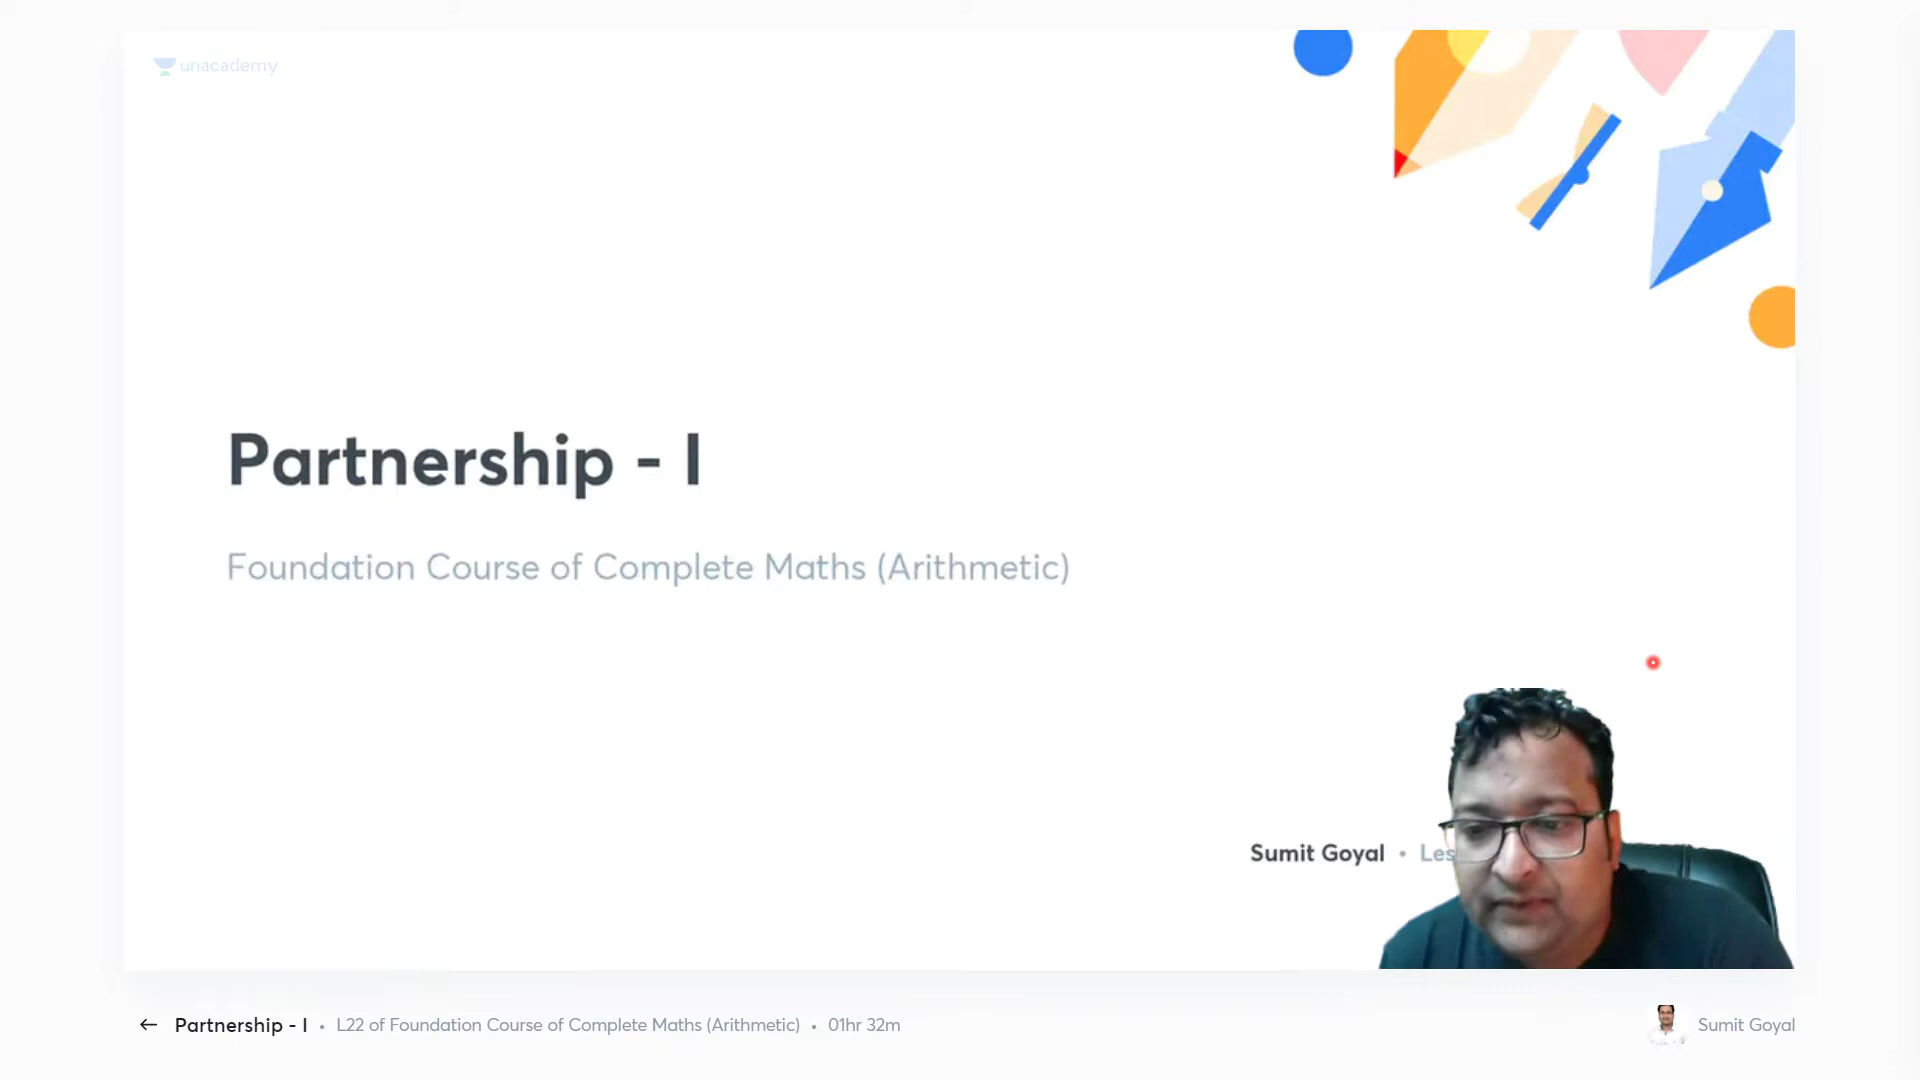 unacademy
Partnership - I
Foundation Course of Complete Maths (Arithmetic)
Sumit Goyal •
← Partnership - I • L22 of Foundation Course of Complete Maths (Arithmetic) • 01hr 32m
Sumit Goyal